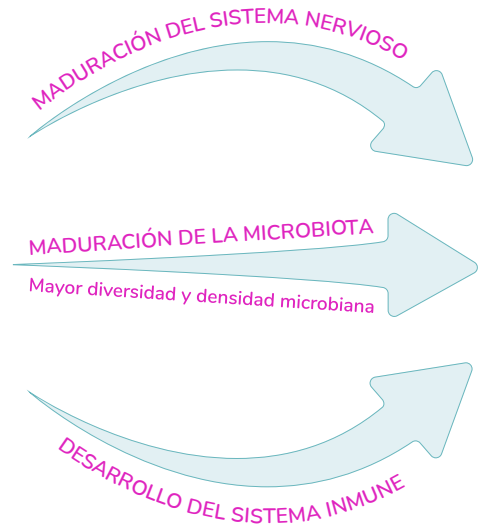 MADURACIÓN DEL SISTEMA NERVIOSO
MADURACIÓN DE LA MICROBIOTA
Mayor diversidad y densidad microbiana
DESARROLLO DEL SISTEMA INMUNE